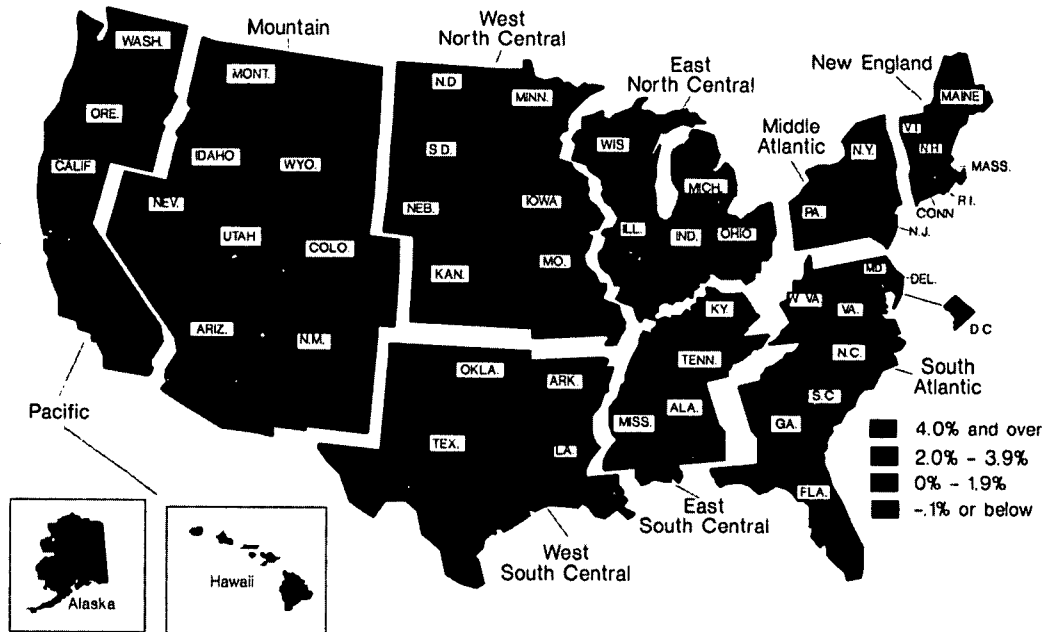 West
North Central
Mountain
East
North Central
New England
Middle
Atlantic
WASH.
MONT.
N.D
MINN.
MAINE
ORE.
V.T.
N.H.
WIS
N.Y.
CALIF
IDAHO
WYO.
S.D.
MICH.
MASS.
NEV.
NEB.
IOWA
PA.
R.I.
CONN
N.J.
UTAH
COLO.
ILL.
IND.
OHIO
KAN.
MO.
MD.
DEL.
W. VA.
VA.
KY.
D C
ARIZ.
N.M.
N.C.
TENN.
OKLA.
ARK.
South
Atlantic
S.C
ALA.
MISS.
GA.
Pacific
TEX.
LA.
FLA.
4.0% and over
2.0% - 3.9%
0% - 1.9%
-.1% or below
East
South Central
West
South Central
Alaska
Hawaii